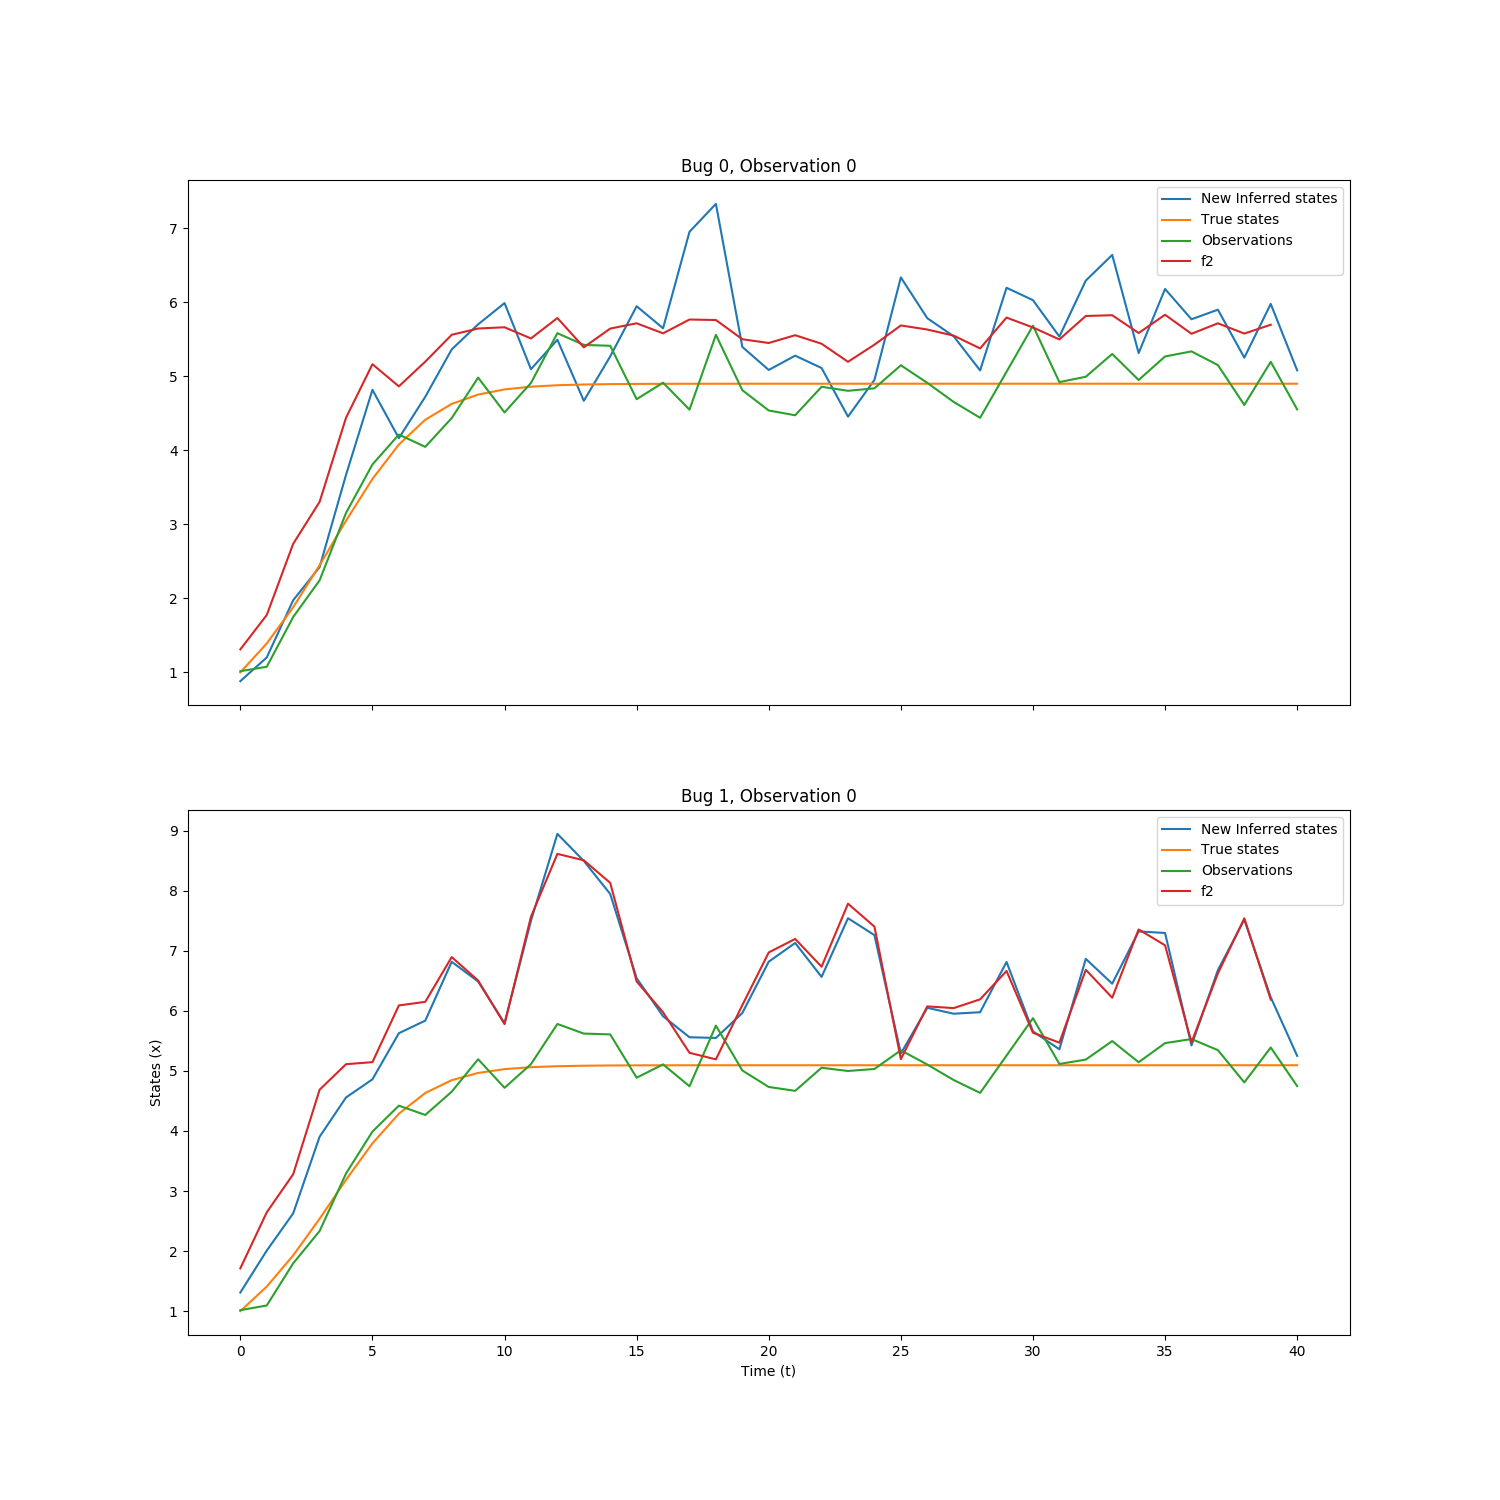 Bug 0, Observation 0
New Inferred states
True states
Observations
f2
7
6
5
4
3
2
1
Bug 1, Observation 0
New Inferred states
True states
Observations
f2
9
8
7
6
5
4
3
2
1
States (x)
0 5 10 15 20 25 30 35 40
Time (t)